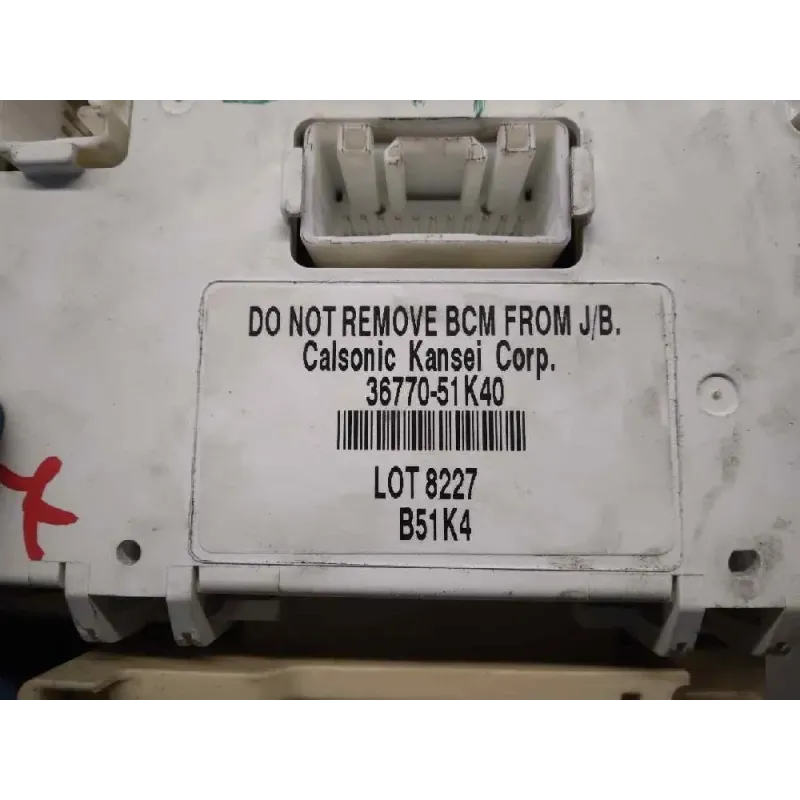 DO NOT REMOVE BCM FROM J/B.
Calsonic Kansei Corp.
36770-51K40
LOT 8227
B51K4